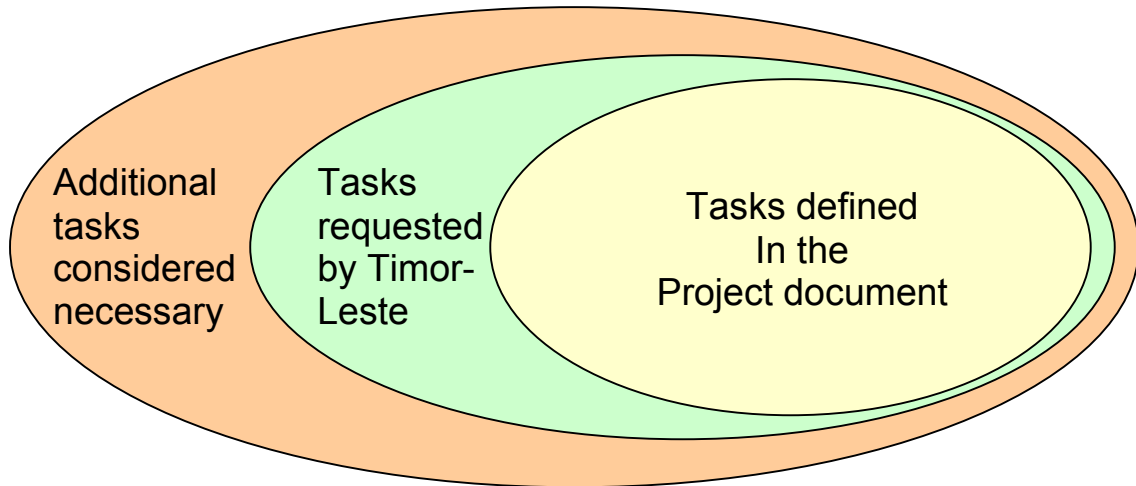 Additional
tasks
considered
necessary
Tasks
requested
by Timor-
Leste
Tasks defined
In the
Project document